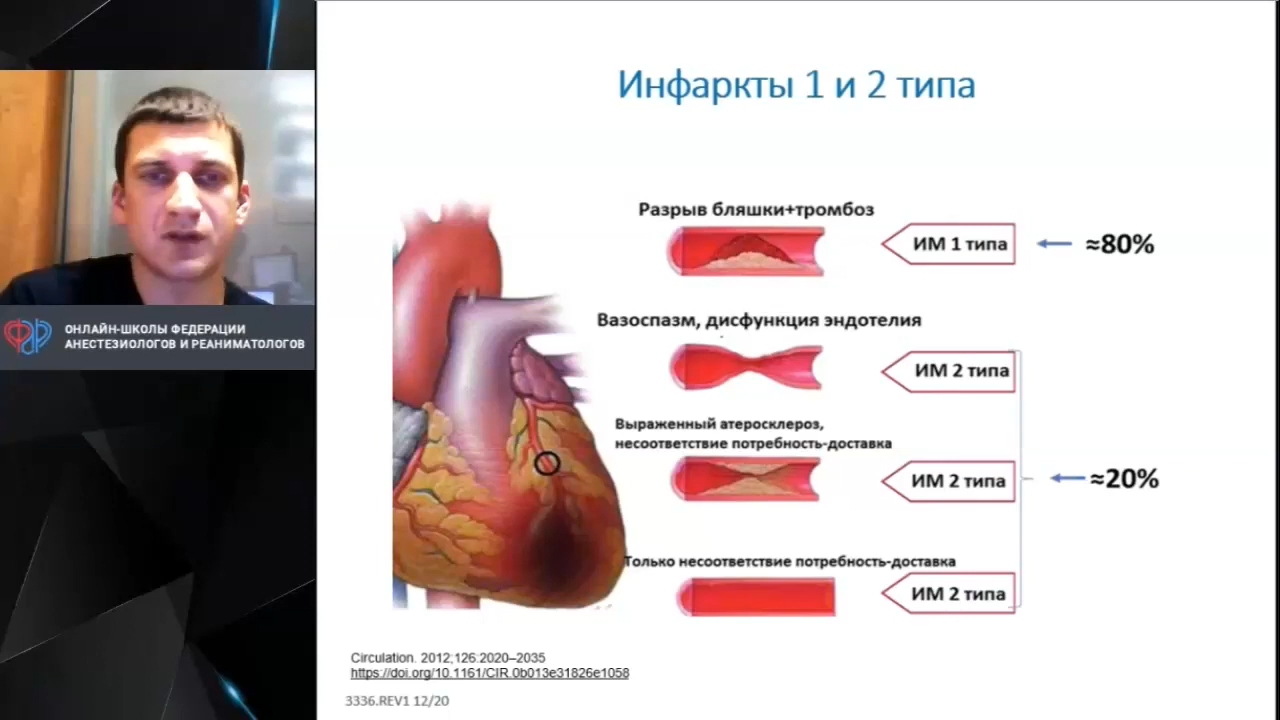 Инфаркты 1 и 2 типа
Разрыв бляшки+тромбоз
ИМ 1 типа
≈80%
Вазоспазм, дисфункция эндотелия
ИМ 2 типа
Выраженный атеросклероз,
несоответствие потребность-доставка
ИМ 2 типа
≈20%
Только несоответствие потребность-доставка
ИМ 2 типа
Circulation. 2012;126:2020–2035
https://doi.org/10.1161/CIR.0b013e31826e1058
3336.REV1 12/20
ОНЛАЙН-ШКОЛЫ ФЕДЕРАЦИИ
АНЕСТЕЗИОЛОГОВ И РЕАНИМАТОЛОГОВ